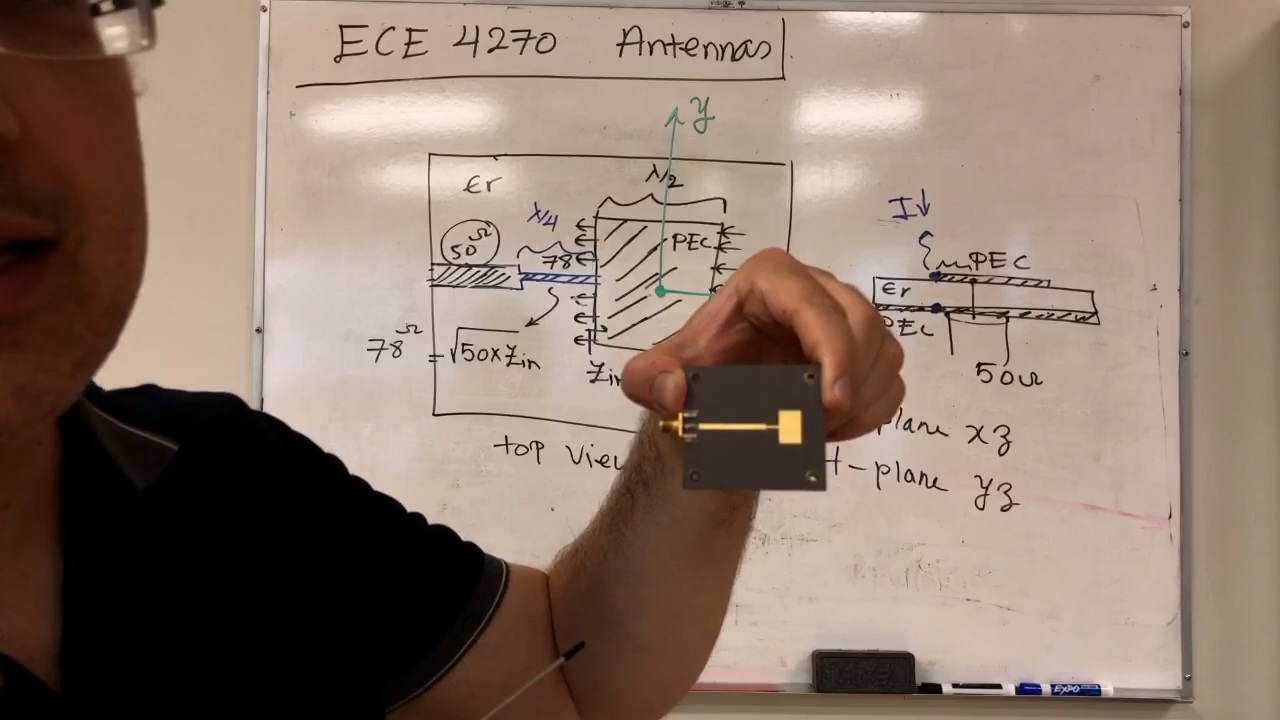 ECE 4270 Antennas
y
λ/2
εr
λ/4
I
50Ω
PEC
78
PEC
εr
PEC
78Ω = √50×Zin
Zin
50Ω
plane xz
top View
H-plane yz
EXPO